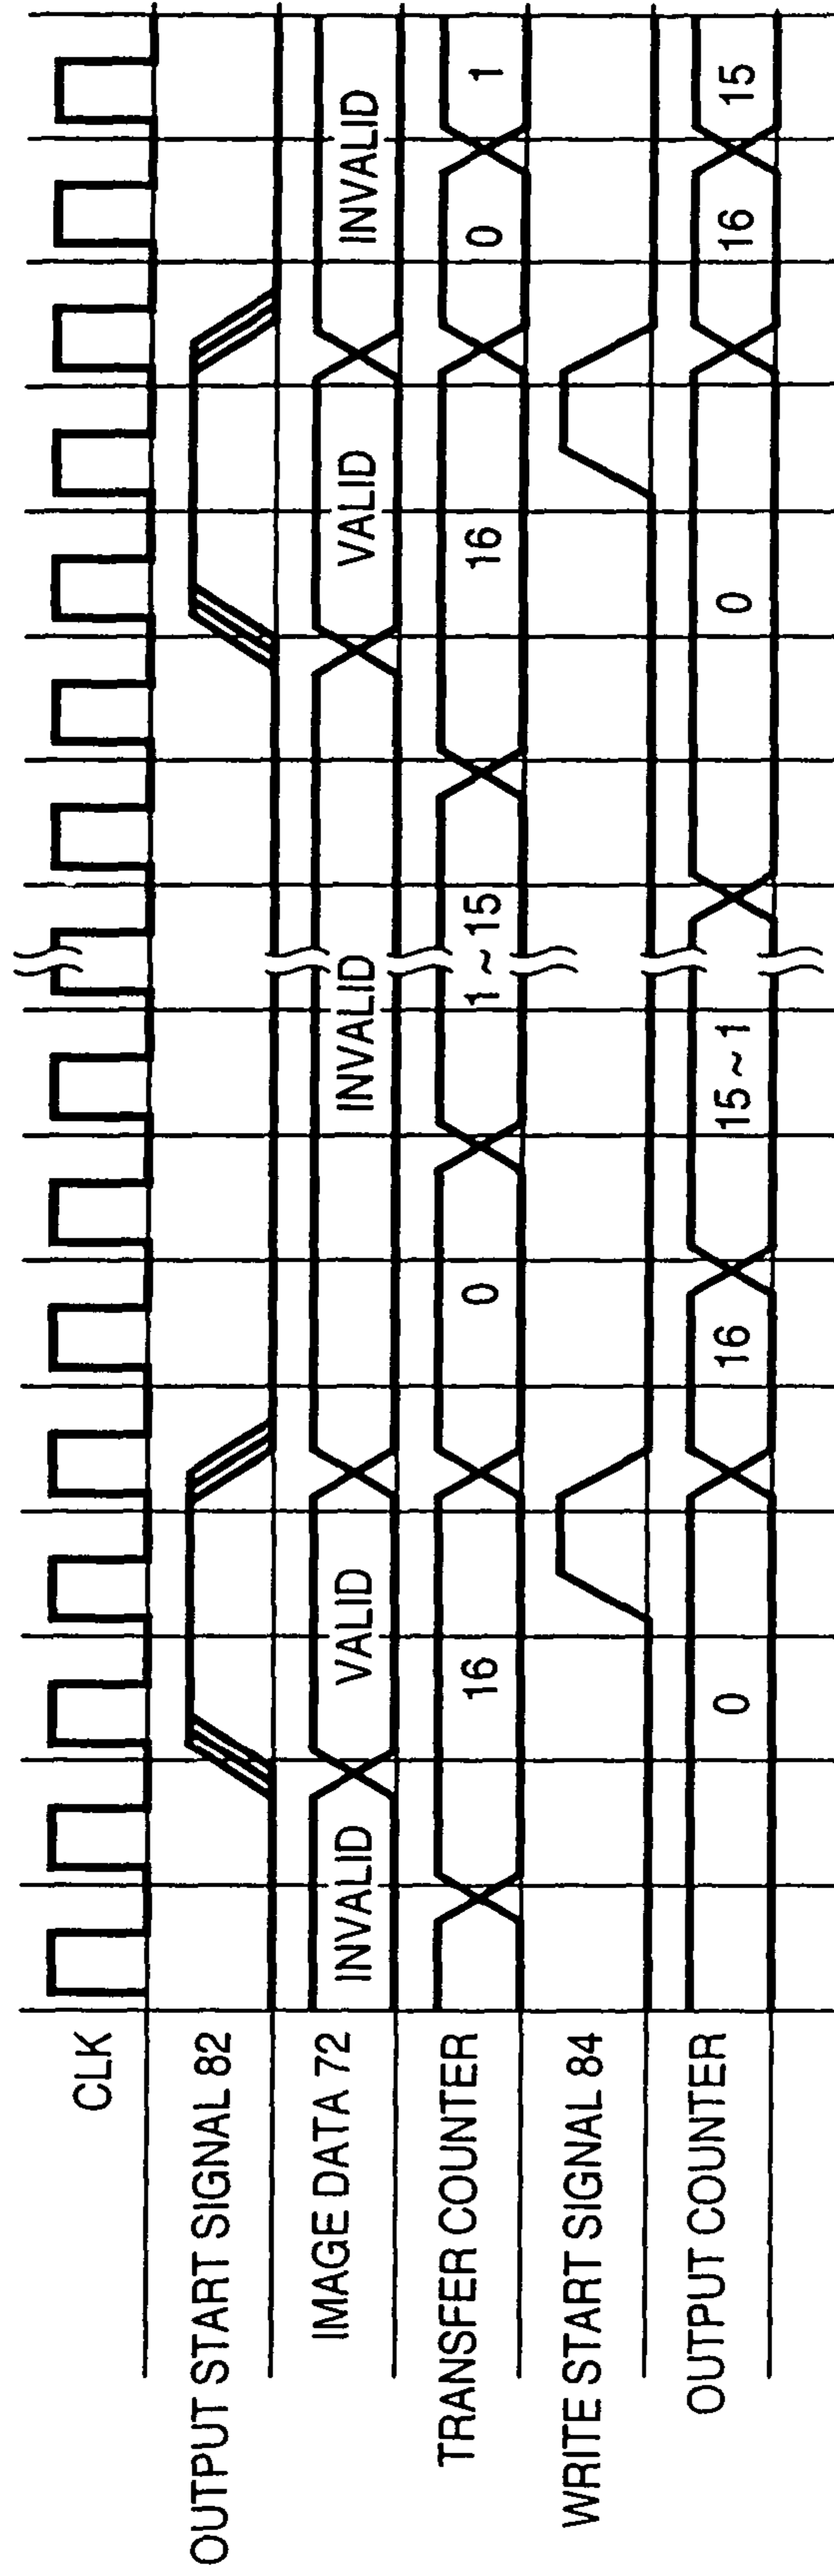 CLK
OUTPUT START SIGNAL 82
IMAGE DATA 72 INVALID VALID INVALID VALID INVALID
TRANSFER COUNTER 16 0 1 ~ 15 16 0 1
WRITE START SIGNAL 84
OUTPUT COUNTER 0 16 15 ~ 1 0 16 15